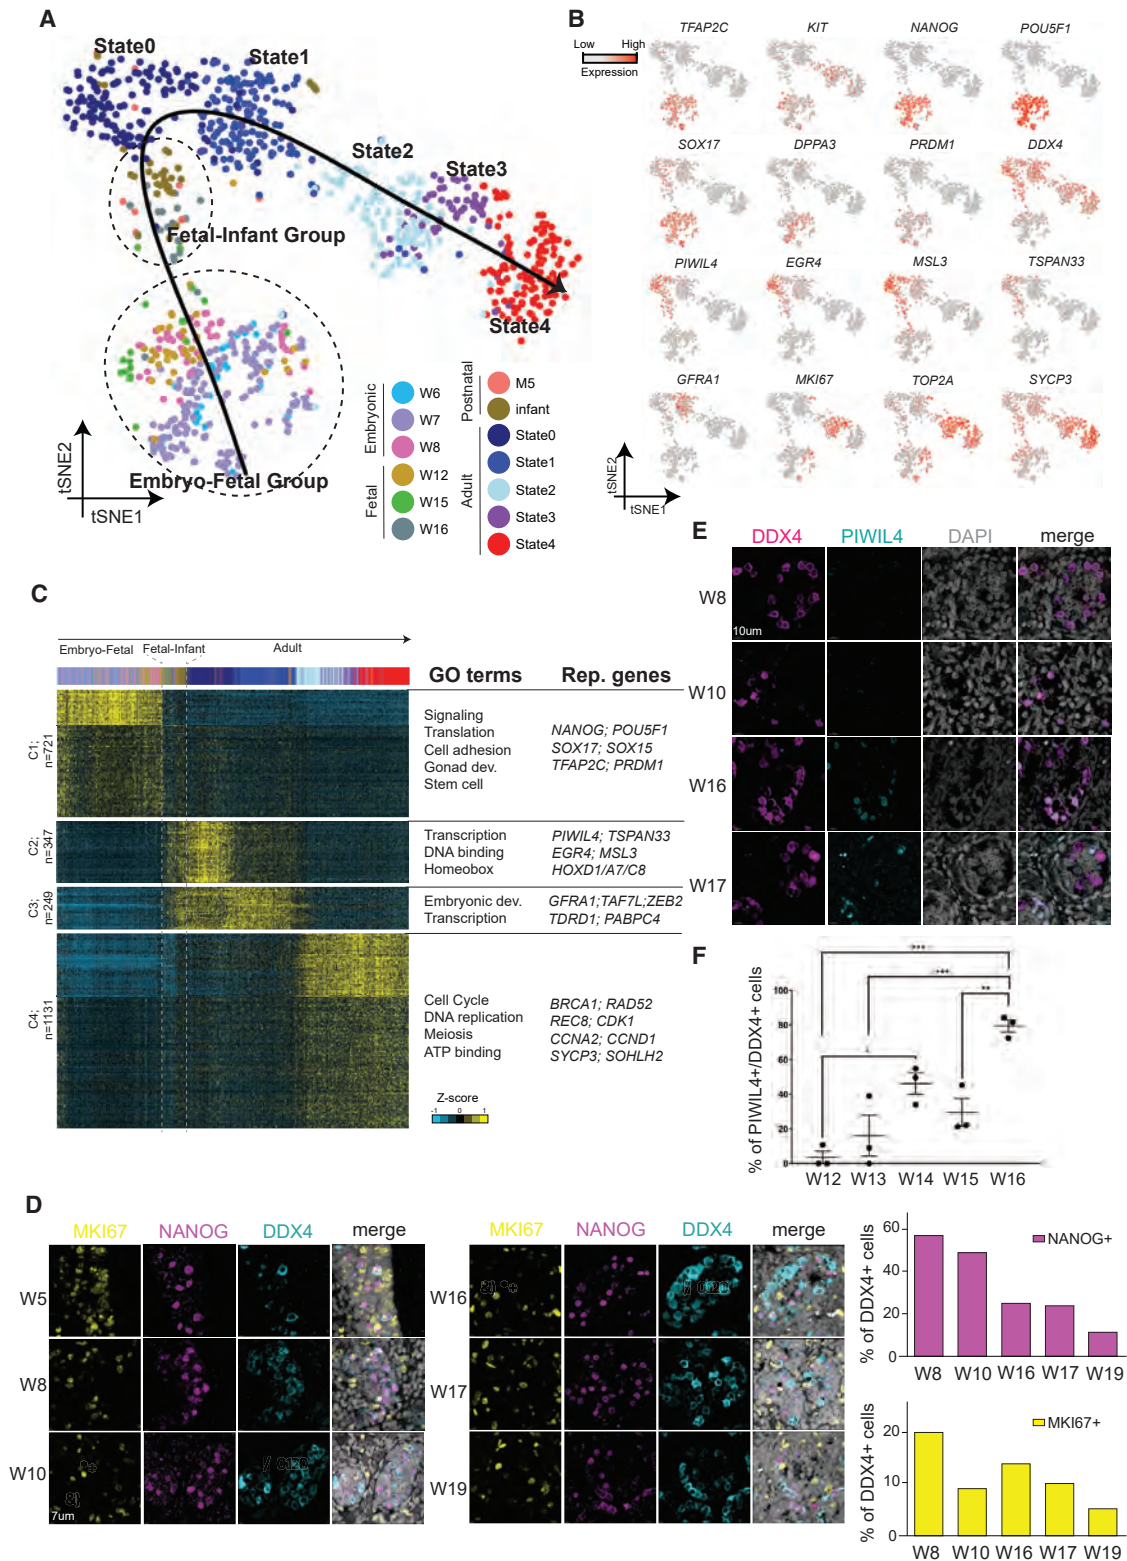 A
State0
State1
State2
State3
Fetal-Infant Group
State4
Embryo-Fetal Group
tSNE2
tSNE1
Embryonic
W6
W7
W8
Fetal
W12
W15
W16
Postnatal
M5
infant
Adult
State0
State1
State2
State3
State4
B
Low High
Expression
TFAP2C KIT NANOG POU5F1
SOX17 DPPA3 PRDM1 DDX4
PIWIL4 EGR4 MSL3 TSPAN33
GFRA1 MKI67 TOP2A SYCP3
tSNE2
tSNE1
C
Embryo-Fetal Fetal-Infant Adult
GO terms Rep. genes
C1;
n=721
Signaling
Translation
Cell adhesion
Gonad dev.
Stem cell
NANOG; POU5F1
SOX17; SOX15
TFAP2C; PRDM1
C2;
n=347
Transcription
DNA binding
Homeobox
PIWIL4; TSPAN33
EGR4; MSL3
HOXD1/A7/C8
C3;
n=249
Embryonic dev.
Transcription
GFRA1;TAF7L;ZEB2
TDRD1; PABPC4
C4;
n=1131
Cell Cycle
DNA replication
Meiosis
ATP binding
BRCA1; RAD52
REC8; CDK1
CCNA2; CCND1
SYCP3; SOHLH2
Z-score
-1 0 1
E
DDX4 PIWIL4 DAPI merge
W8
10um
W10
W16
W17
F
% of PIWIL4+/DDX4+ cells
100
80
60
40
20
0
W12 W13 W14 W15 W16
***
***
**
D
MKI67 NANOG DDX4 merge
W5
W8
W10
7um
MKI67 NANOG DDX4 merge
W16
W17
W19
% of DDX4+ cells
60
40
20
0
NANOG+
W8 W10 W16 W17 W19
% of DDX4+ cells
20
10
0
MKI67+
W8 W10 W16 W17 W19